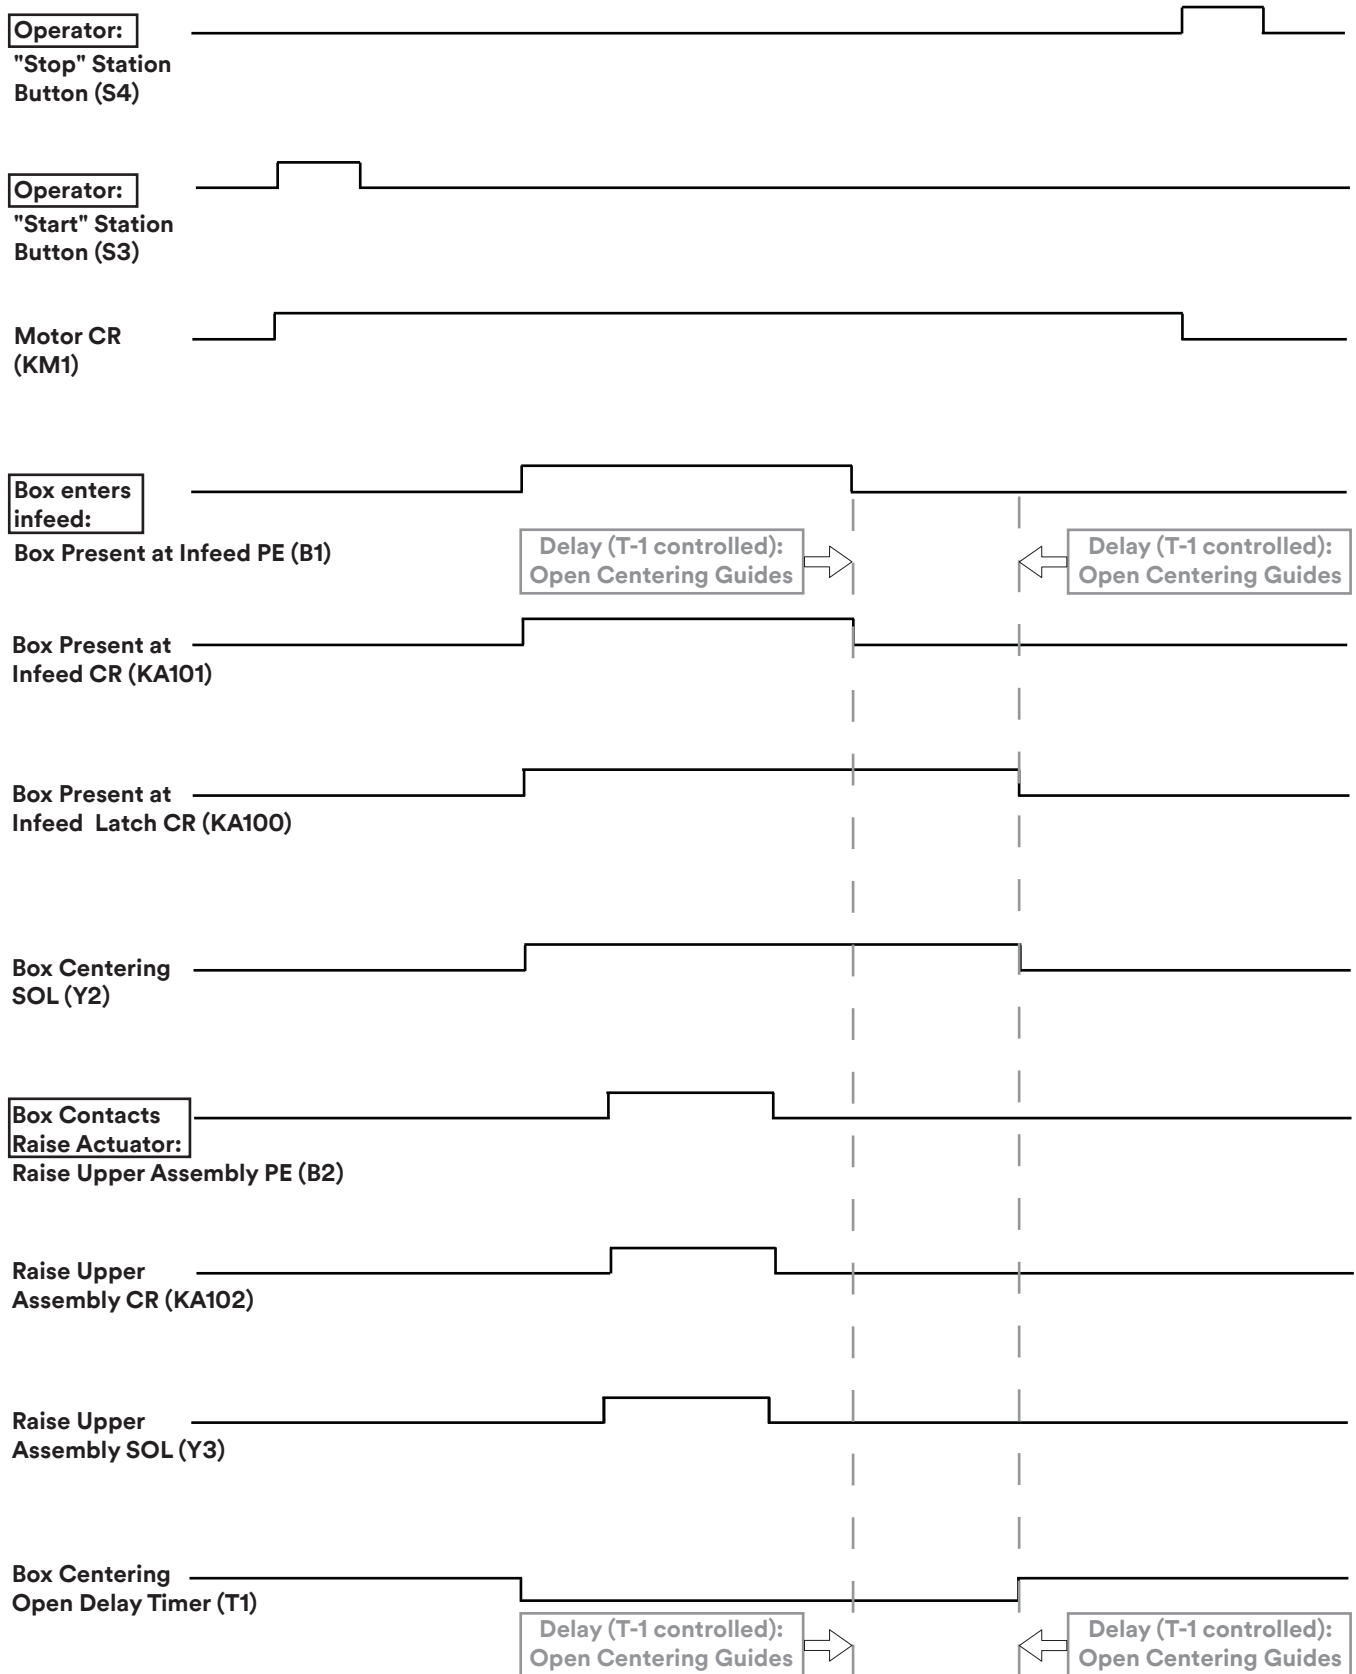 Operator:
"Stop" Station
Button (S4)
Operator:
"Start" Station
Button (S3)
Motor CR
(KM1)
Box enters
infeed:
Box Present at Infeed PE (B1)
Delay (T-1 controlled):
Open Centering Guides
Delay (T-1 controlled):
Open Centering Guides
Box Present at
Infeed CR (KA101)
Box Present at
Infeed Latch CR (KA100)
Box Centering
SOL (Y2)
Box Contacts
Raise Actuator:
Raise Upper Assembly PE (B2)
Raise Upper
Assembly CR (KA102)
Raise Upper
Assembly SOL (Y3)
Box Centering
Open Delay Timer (T1)
Delay (T-1 controlled):
Open Centering Guides
Delay (T-1 controlled):
Open Centering Guides